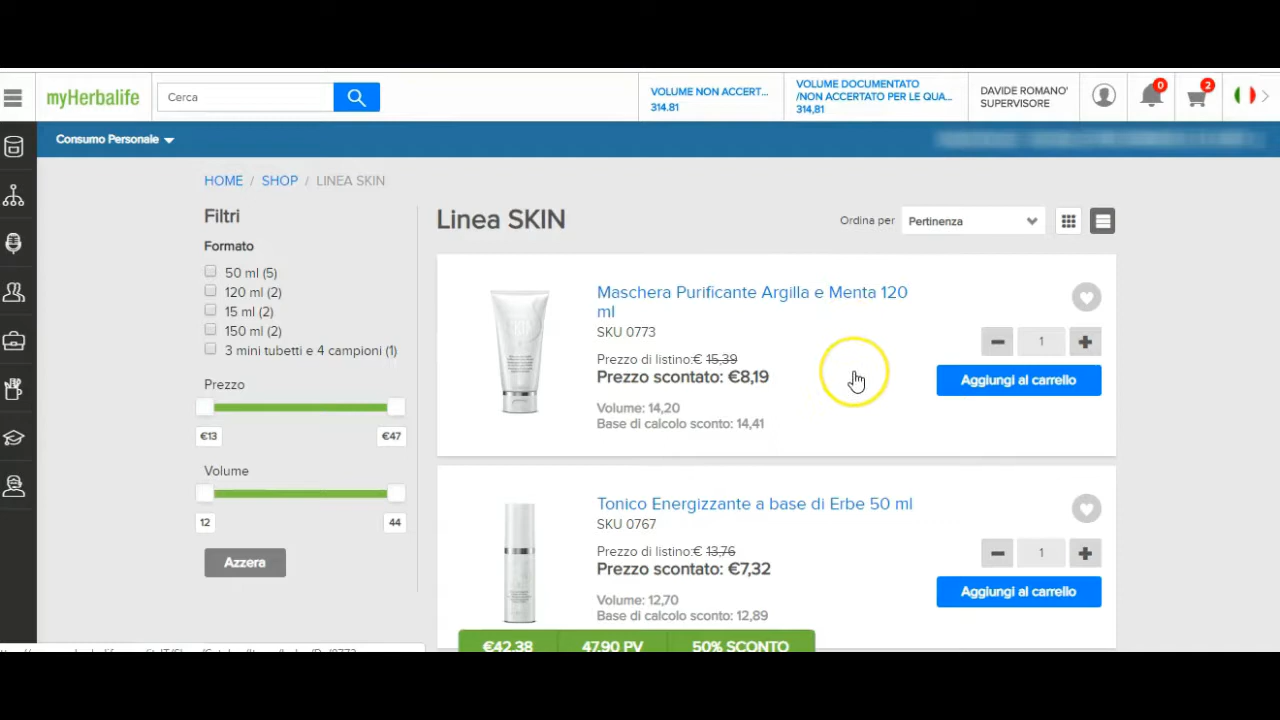 myHerbalife
Cerca
VOLUME NON ACCERT...
314.81
VOLUME DOCUMENTATO
/NON ACCERTATO PER LE QUA...
314,81
DAVIDE ROMANO'
SUPERVISORE
0
2
Consumo Personale
HOME / SHOP / LINEA SKIN
Filtri
Formato
50 ml (5)
120 ml (2)
15 ml (2)
150 ml (2)
3 mini tubetti e 4 campioni (1)
Prezzo
€13
€47
Volume
12
44
Azzera
Linea SKIN
Ordina per
Pertinenza
Maschera Purificante Argilla e Menta 120
ml
SKU 0773
Prezzo di listino:€ 15,39
Prezzo scontato: €8,19
Volume: 14,20
Base di calcolo sconto: 14,41
1
Aggiungi al carrello
SKIN
Tonico Energizzante a base di Erbe 50 ml
SKU 0767
Prezzo di listino:€ 13,76
Prezzo scontato: €7,32
Volume: 12,70
Base di calcolo sconto: 12,89
1
Aggiungi al carrello
€42.38
47.90 PV
50% SCONTO